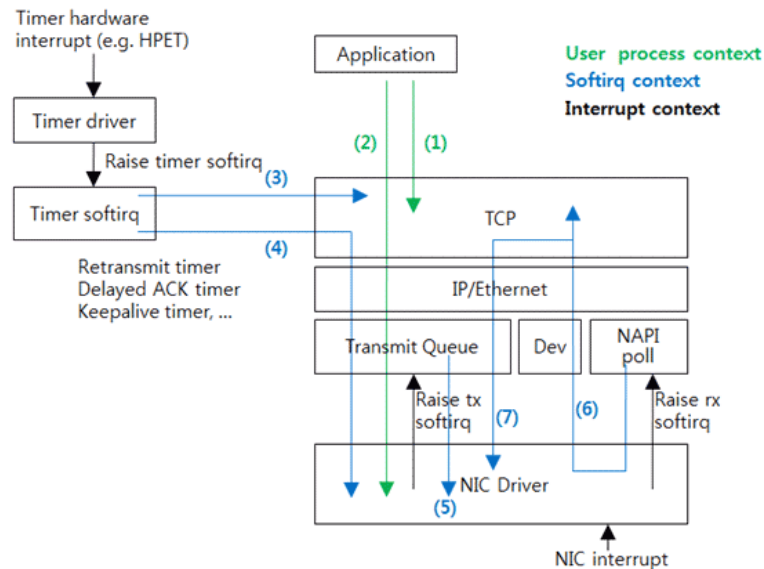 Timer hardware
interrupt (e.g. HPET)
Application
User process context
Softirq context
Interrupt context
Timer driver
Raise timer softirq
(2)
(1)
(3)
Timer softirq
TCP
(4)
Retransmit timer
Delayed ACK timer
Keepalive timer, ...
IP/Ethernet
Transmit Queue
Dev
NAPI
poll
Raise tx
softirq
(7)
(6)
Raise rx
softirq
NIC Driver
(5)
NIC interrupt